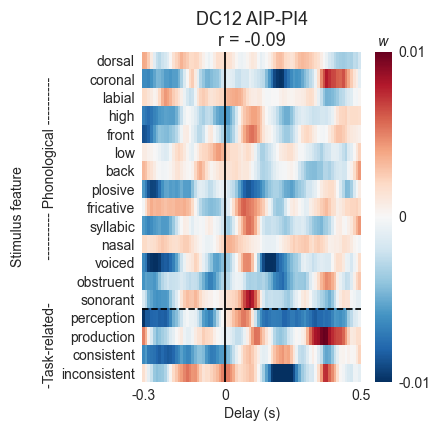 DC12 AIP-PI4
r = -0.09
w
dorsal
coronal
labial
high
front
low
back
plosive
fricative
syllabic
nasal
voiced
obstruent
sonorant
perception
production
consistent
inconsistent
Stimulus feature
-Task-related- ----------- Phonological ----------
0.01
0
-0.01
-0.3
0
0.5
Delay (s)